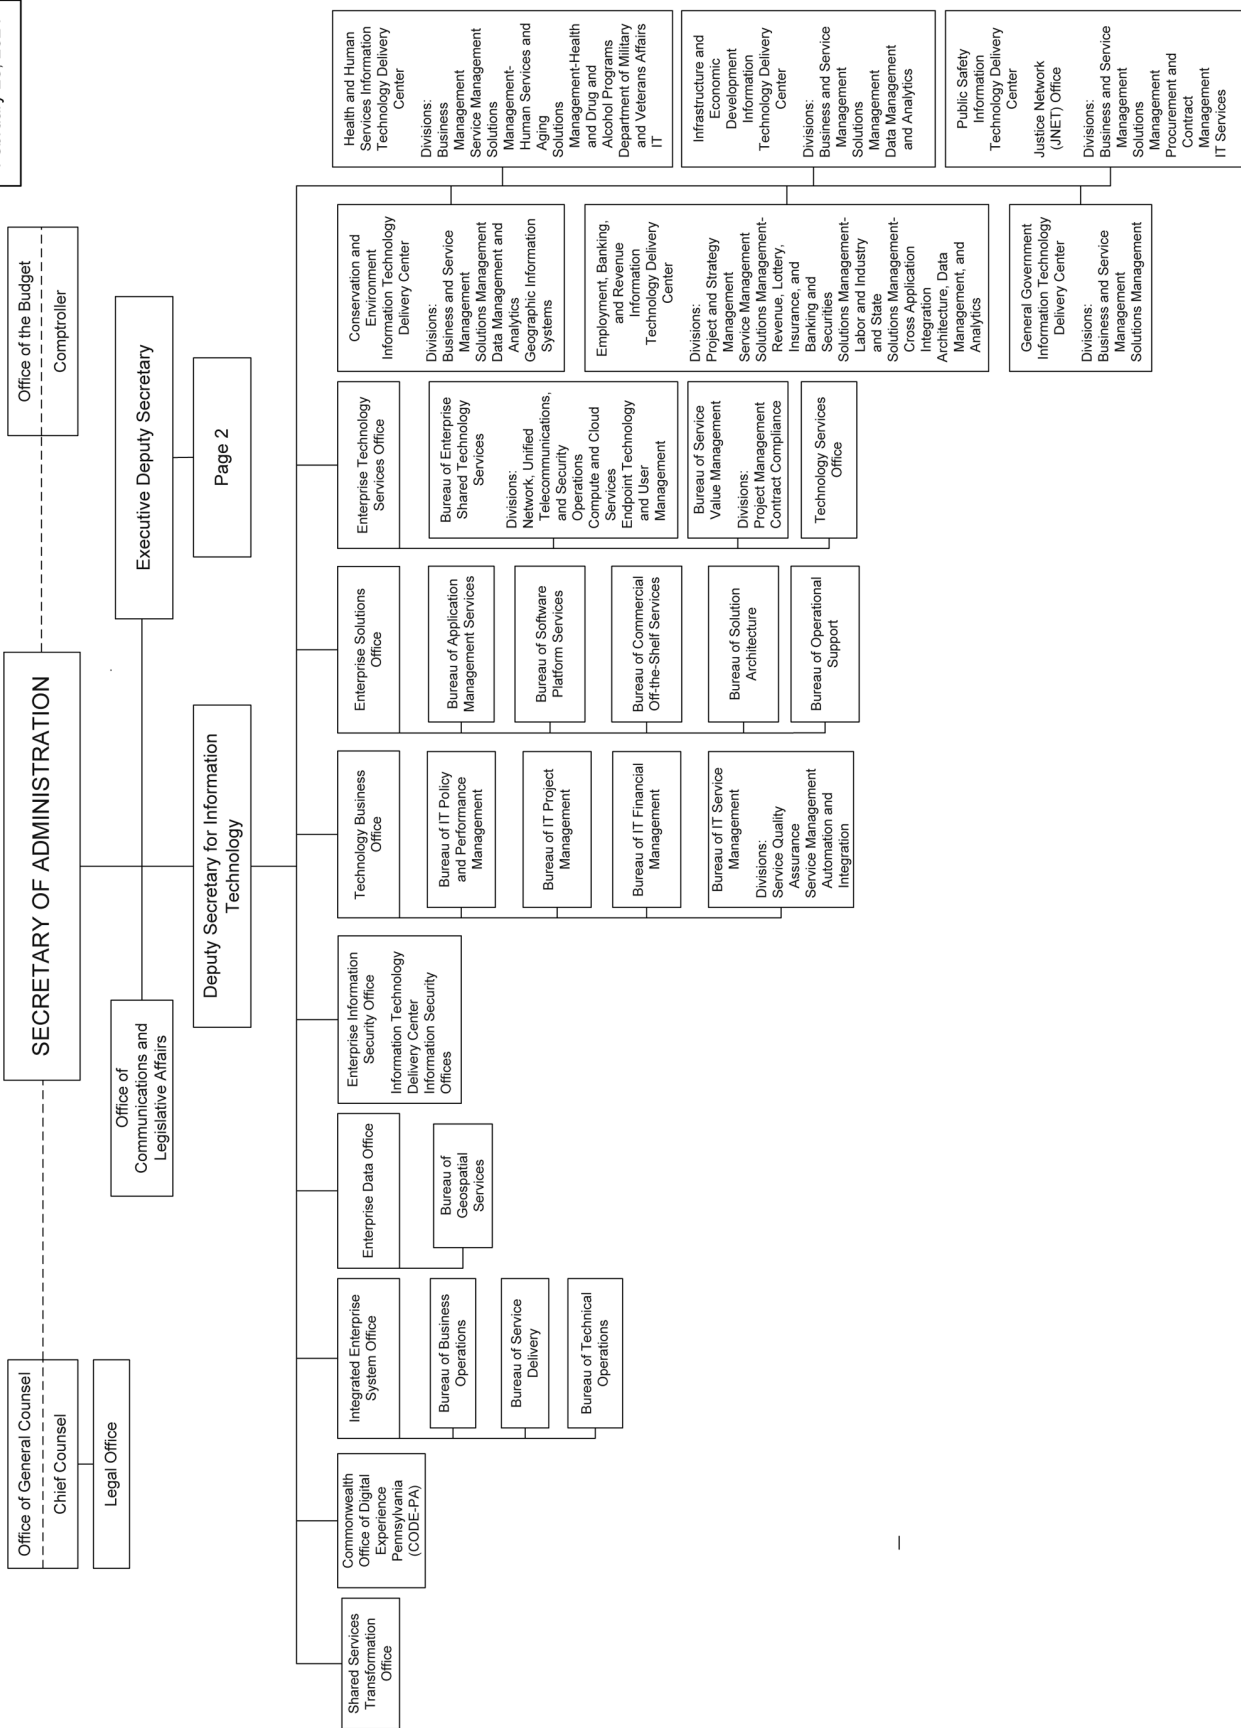 SECRETARY OF ADMINISTRATION
Office of General Counsel
Chief Counsel
Legal Office
Office of the Budget
Comptroller
Office of
Communications and
Legislative Affairs
Executive Deputy Secretary
Deputy Secretary for Information
Technology
Page 2
Shared Services
Transformation
Office
Commonwealth
Office of Digital
Experience
Pennsylvania
(CODE-PA)
Integrated Enterprise
System Office
Bureau of Business
Operations
Bureau of Service
Delivery
Bureau of Technical
Operations
Enterprise Data Office
Bureau of
Geospatial
Services
Enterprise Information
Security Office
Information Technology
Delivery Center
Information Security
Offices
Technology Business
Office
Bureau of IT Policy
and Performance
Management
Bureau of IT Project
Management
Bureau of IT Financial
Management
Bureau of IT Service
Management
Divisions:
Service Quality
Assurance
Service Management
Automation and
Integration
Enterprise Solutions
Office
Bureau of Application
Management Services
Bureau of Software
Platform Services
Bureau of Commercial
Off-the-Shelf Services
Bureau of Solution
Architecture
Bureau of Operational
Support
Enterprise Technology
Services Office
Bureau of Enterprise
Shared Technology
Services
Divisions:
Network, Unified
Telecommunications,
and Security
Operations
Compute and Cloud
Services
Endpoint Technology
and User
Management
Bureau of Service
Value Management
Divisions:
Project Management
Contract Compliance
Technology Services
Office
Conservation and
Environment
Information Technology
Delivery Center
Divisions:
Business and Service
Management
Solutions Management
Data Management and
Analytics
Geographic Information
Systems
Employment, Banking,
and Revenue
Information
Technology Delivery
Center
Divisions:
Project and Strategy
Management
Service Management
Solutions Management-
Revenue, Lottery,
Insurance, and
Banking and
Securities
Solutions Management-
Labor and Industry
and State
Solutions Management-
Cross Application
Integration
Architecture, Data
Management, and
Analytics
General Government
Information Technology
Delivery Center
Divisions:
Business and Service
Management
Solutions Management
Health and Human
Services Information
Technology Delivery
Center
Divisions:
Business
Management
Service Management
Solutions
Management-
Human Services and
Aging
Solutions
Management-Health
and Drug and
Alcohol Programs
Department of Military
and Veterans Affairs
IT
Infrastructure and
Economic
Development
Information
Technology Delivery
Center
Divisions:
Business and Service
Management
Solutions
Management
Data Management
and Analytics
Public Safety
Information
Technology Delivery
Center
Justice Network
(JNET) Office
Divisions:
Business and Service
Management
Solutions
Management
Procurement and
Contract
Management
IT Services